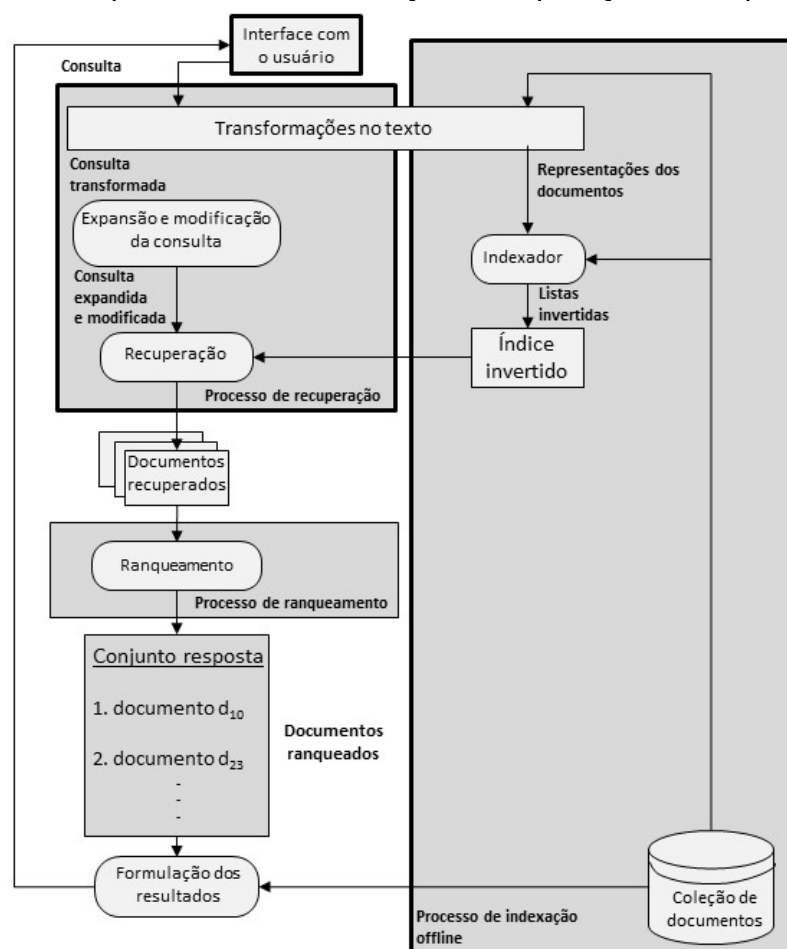 Interface com
o usuário
Consulta
Transformações no texto
Consulta
transformada
Representações dos
documentos
Expansão e modificação
da consulta
Indexador
Consulta
expandida
e modificada
Listas
invertidas
Recuperação
Índice
invertido
Processo de recuperação
Documentos
recuperados
Ranqueamento
Processo de ranqueamento
Conjunto resposta
1. documento d10
2. documento d23
-
-
-
Documentos
ranqueados
Formulação dos
resultados
Coleção de
documentos
Processo de indexação
offline